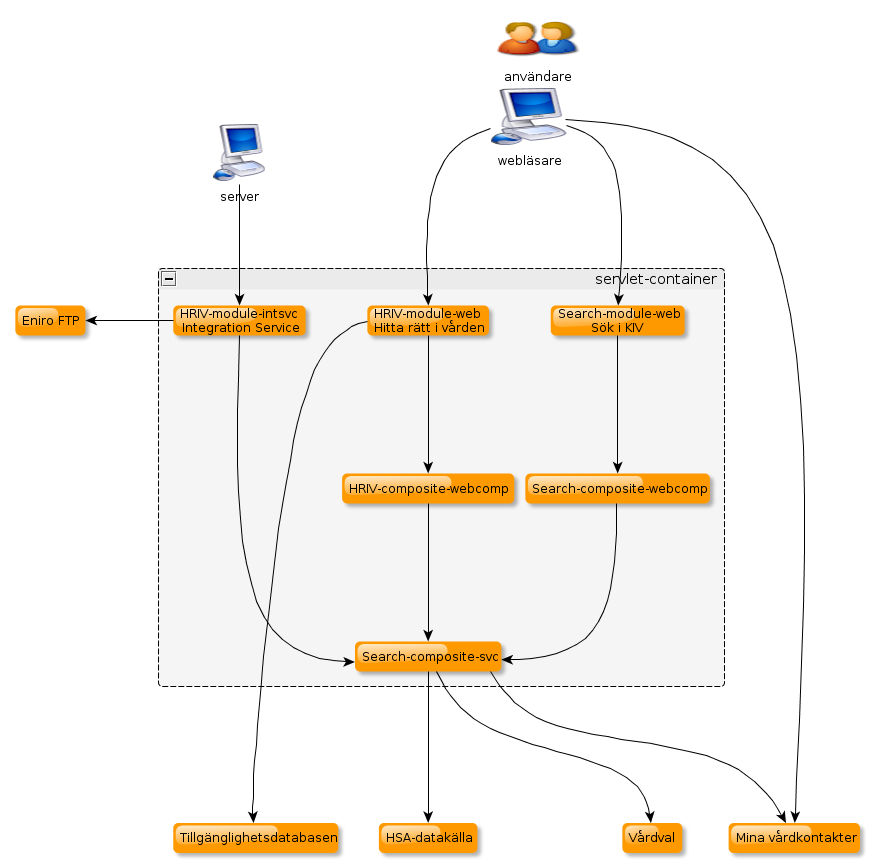 användare
webläsare
server
servlet-container
Eniro FTP
HRIV-module-intsvc
Integration Service
HRIV-module-web
Hitta rätt i vården
Search-module-web
Sök i KIV
HRIV-composite-webcomp
Search-composite-webcomp
Search-composite-svc
Tillgänglighetsdatabasen
HSA-datakälla
Vårdval
Mina vårdkontakter